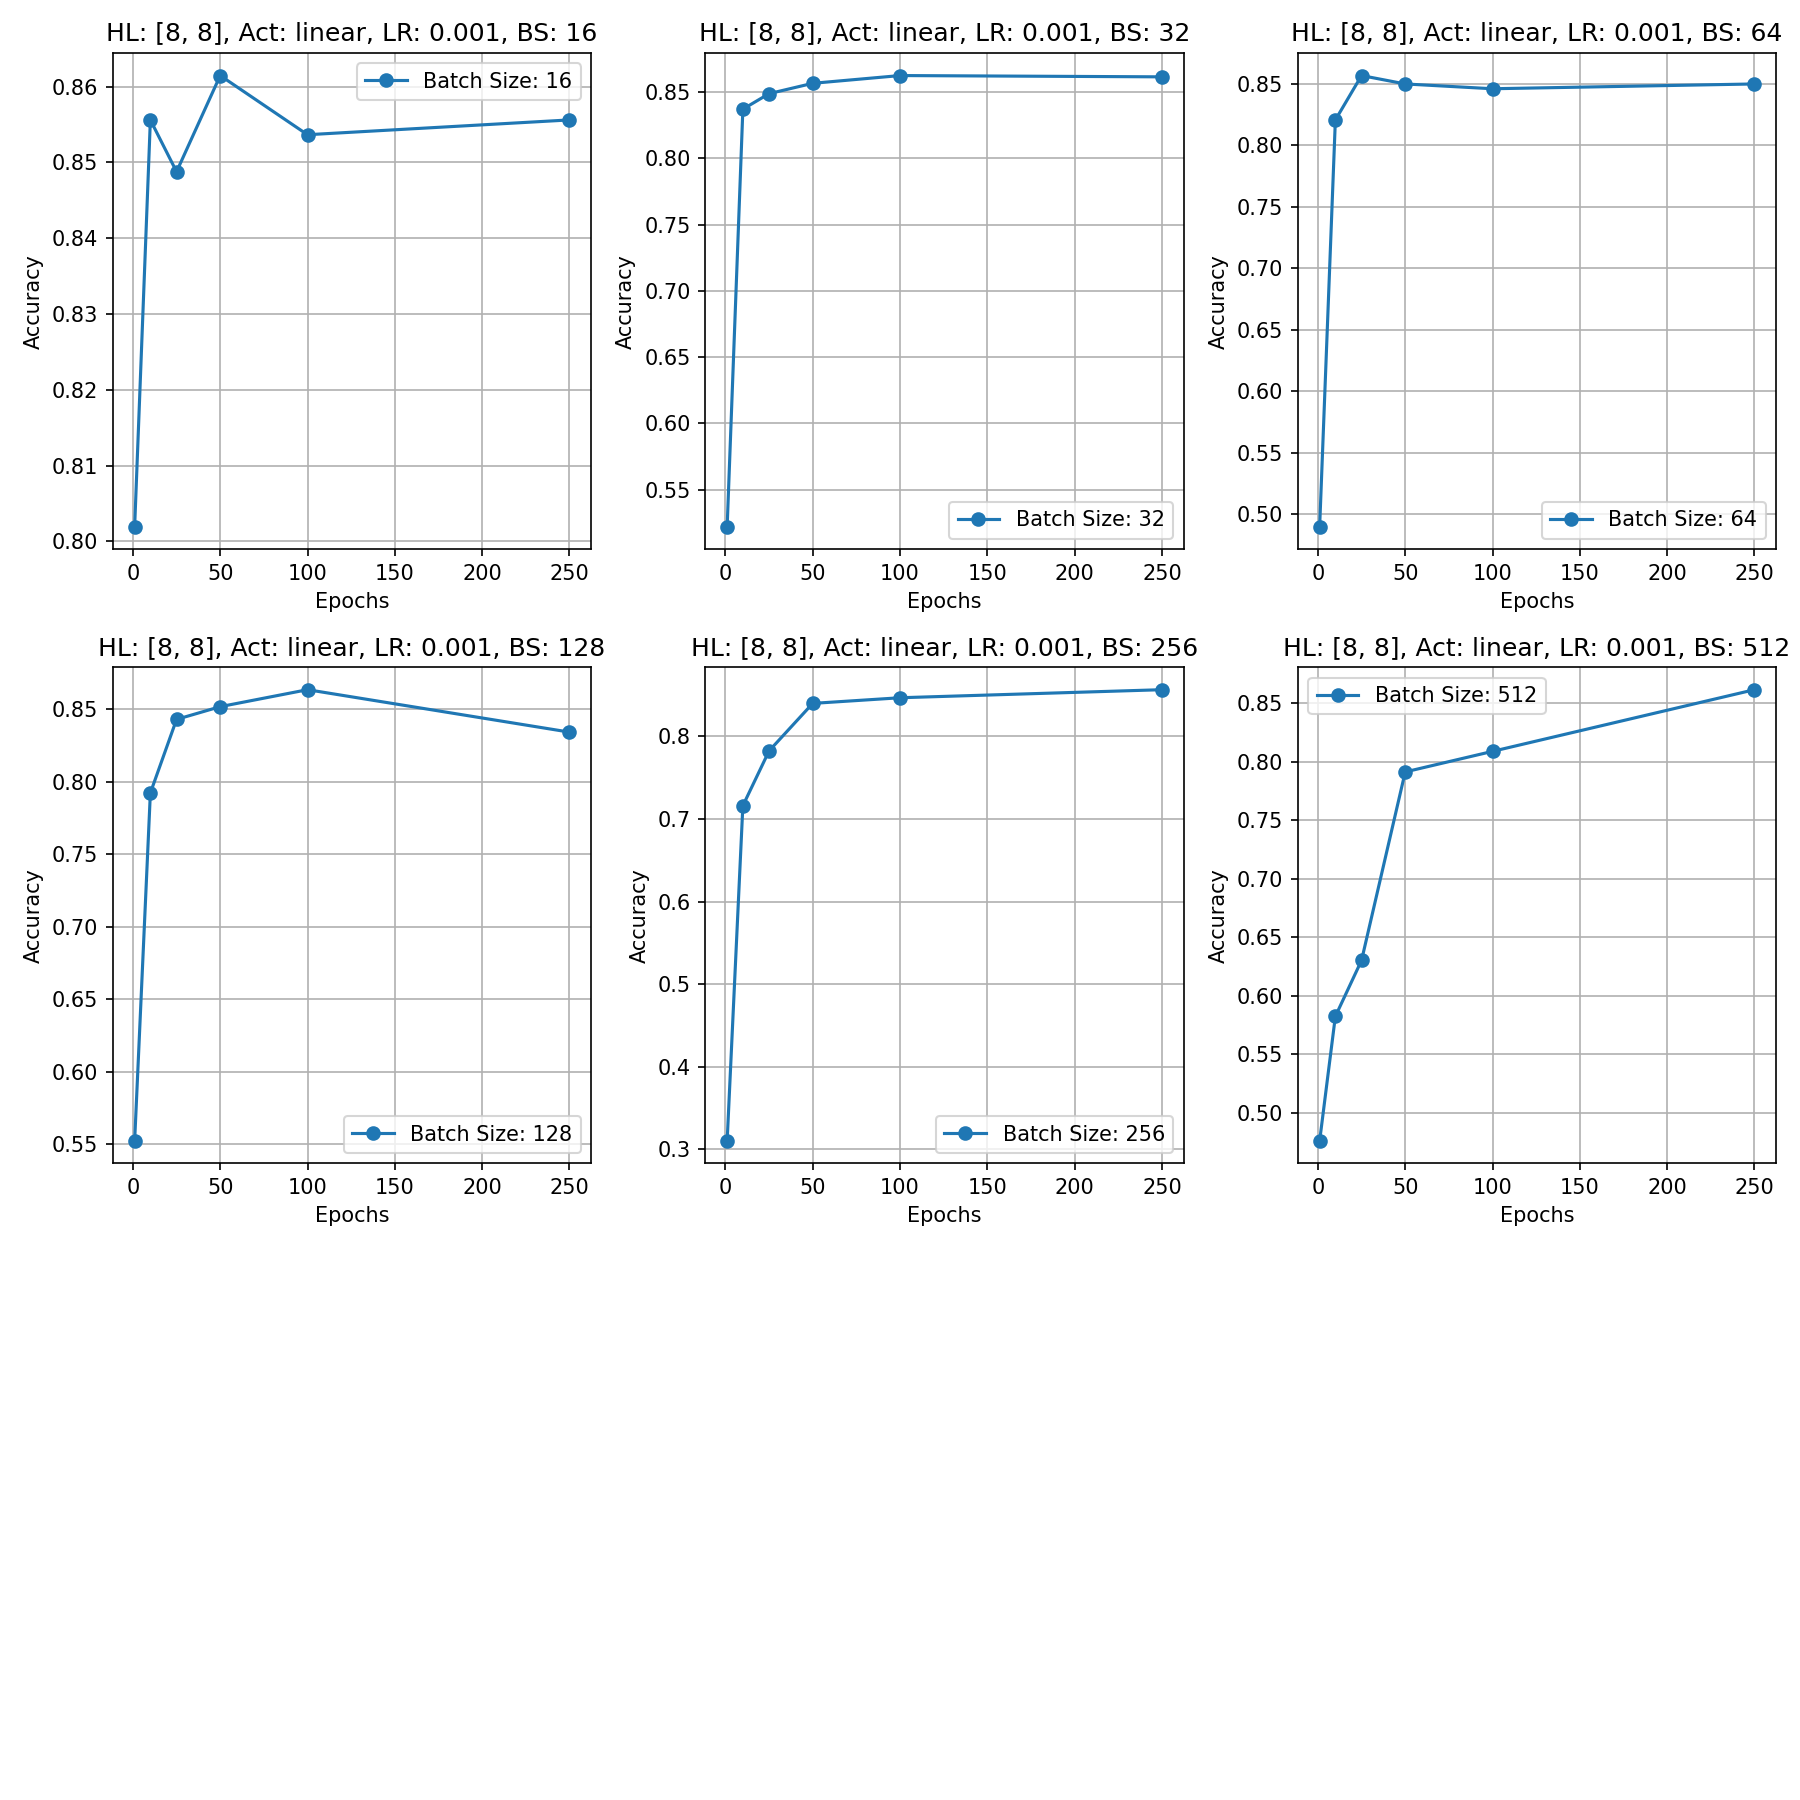 HL: [8, 8], Act: linear, LR: 0.001, BS: 16
Batch Size: 16
Accuracy
0.86
0.85
0.84
0.83
0.82
0.81
0.80
0 50 100 150 200 250
Epochs
HL: [8, 8], Act: linear, LR: 0.001, BS: 32
Accuracy
0.85
0.80
0.75
0.70
0.65
0.60
0.55
Batch Size: 32
0 50 100 150 200 250
Epochs
HL: [8, 8], Act: linear, LR: 0.001, BS: 64
Accuracy
0.85
0.80
0.75
0.70
0.65
0.60
0.55
0.50
Batch Size: 64
0 50 100 150 200 250
Epochs
HL: [8, 8], Act: linear, LR: 0.001, BS: 128
Accuracy
0.85
0.80
0.75
0.70
0.65
0.60
0.55
Batch Size: 128
0 50 100 150 200 250
Epochs
HL: [8, 8], Act: linear, LR: 0.001, BS: 256
Accuracy
0.8
0.7
0.6
0.5
0.4
0.3
Batch Size: 256
0 50 100 150 200 250
Epochs
HL: [8, 8], Act: linear, LR: 0.001, BS: 512
Batch Size: 512
Accuracy
0.85
0.80
0.75
0.70
0.65
0.60
0.55
0.50
0 50 100 150 200 250
Epochs